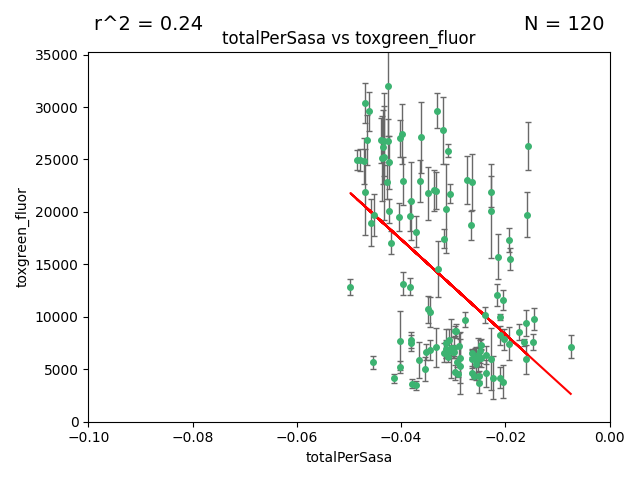 r^2 = 0.24
N = 120
totalPerSasa vs toxgreen_fluor
35000
30000
25000
20000
15000
10000
5000
0
toxgreen_fluor
−0.10
−0.08
−0.06
−0.04
−0.02
0.00
totalPerSasa